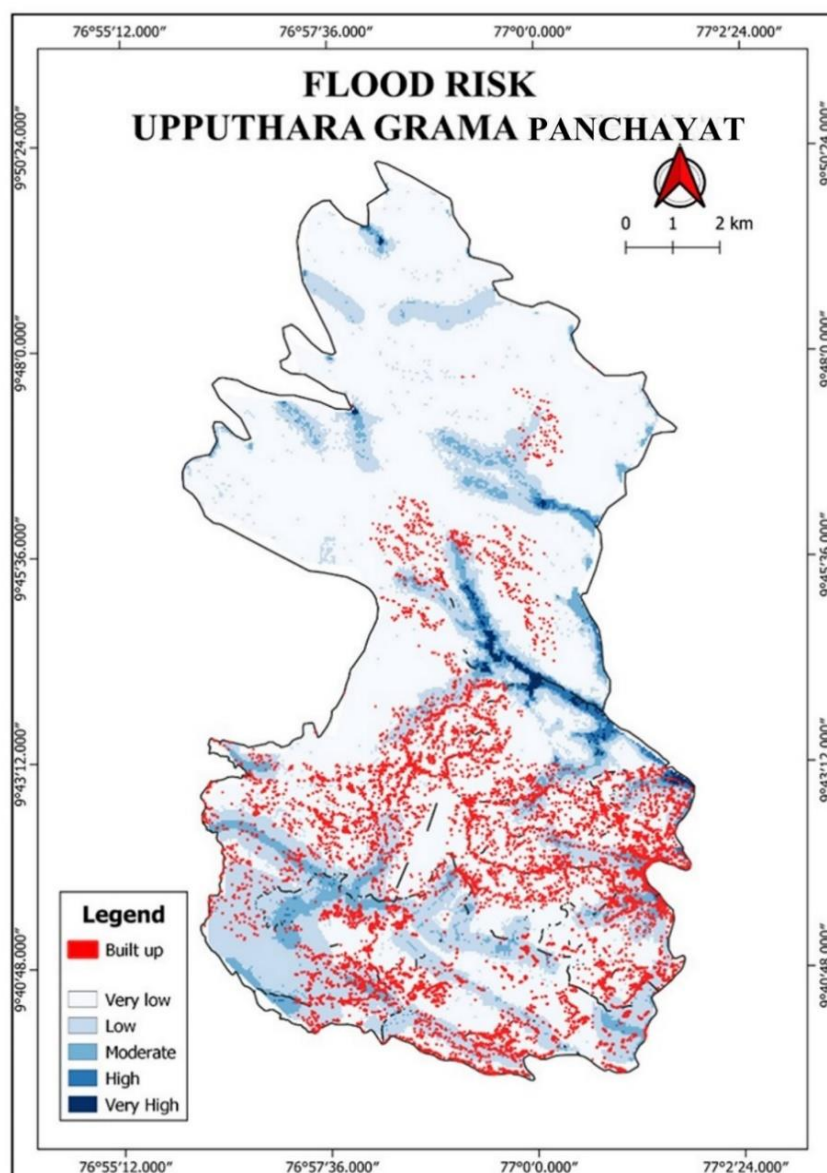 76°55'12.000" 76°57'36.000" 77°0'0.000" 77°2'24.000"
FLOOD RISK
UPPUTHARA GRAMA PANCHAYAT
0 1 2 km
9°50'24.000"
9°48'0.000"
9°45'36.000"
9°43'12.000"
9°40'48.000"
9°50'24.000"
9°48'0.000"
9°45'36.000"
9°43'12.000"
9°40'48.000"
Legend
Built up
Very low
Low
Moderate
High
Very High
76°55'12.000" 76°57'36.000" 77°0'0.000" 77°2'24.000"